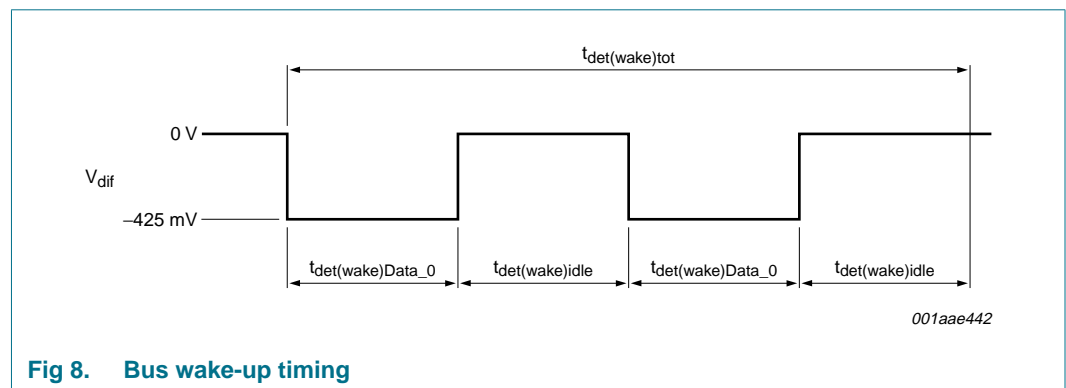 tdet(wake)tot
0 V
Vdif
−425 mV
tdet(wake)Data_0 tdet(wake)idle tdet(wake)Data_0 tdet(wake)idle
001aae442
Fig 8. Bus wake-up timing